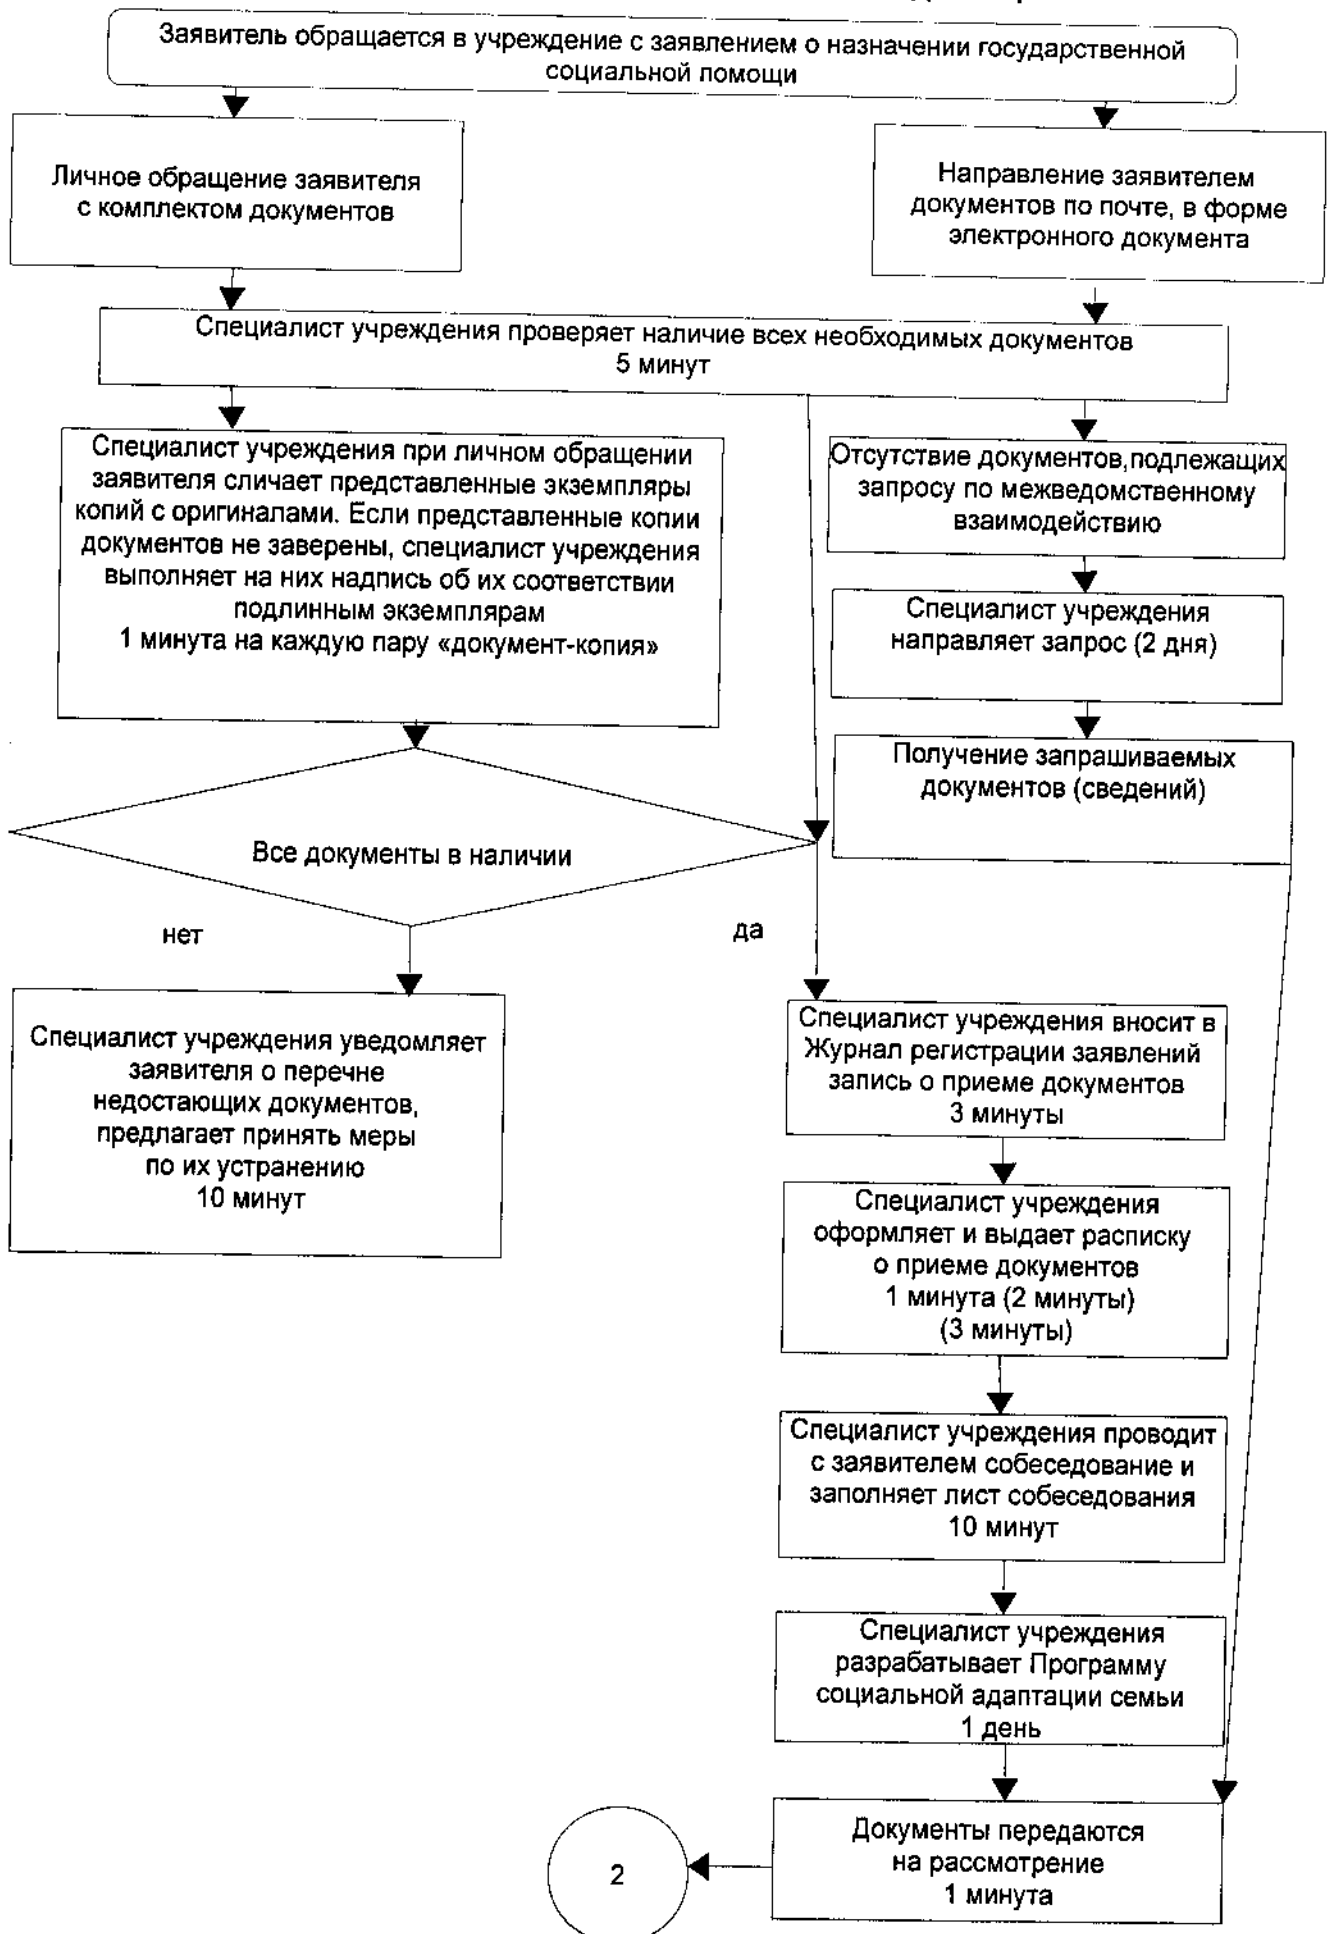 Заявитель обращается в учреждение с заявлением о назначении государственной
социальной помощи
Личное обращение заявителя
с комплектом документов
Направление заявителем
документов по почте, в форме
электронного документа
Специалист учреждения проверяет наличие всех необходимых документов
5 минут
Специалист учреждения при личном обращении
заявителя сличает представленные экземпляры
копий с оригиналами. Если представленные копии
документов не заверены, специалист учреждения
выполняет на них надпись об их соответствии
подлинным экземплярам
1 минута на каждую пару «документ-копия»
Отсутствие документов, подлежащих
запросу по межведомственному
взаимодействию
Специалист учреждения
направляет запрос (2 дня)
Получение запрашиваемых
документов (сведений)
Все документы в наличии
нет
да
Специалист учреждения уведомляет
заявителя о перечне
недостающих документов,
предлагает принять меры
по их устранению
10 минут
Специалист учреждения вносит в
Журнал регистрации заявлений
запись о приеме документов
3 минуты
Специалист учреждения
оформляет и выдает расписку
о приеме документов
1 минута (2 минуты)
(3 минуты)
Специалист учреждения проводит
с заявителем собеседование и
заполняет лист собеседования
10 минут
Специалист учреждения
разрабатывает Программу
социальной адаптации семьи
1 день
Документы передаются
на рассмотрение
1 минута
2